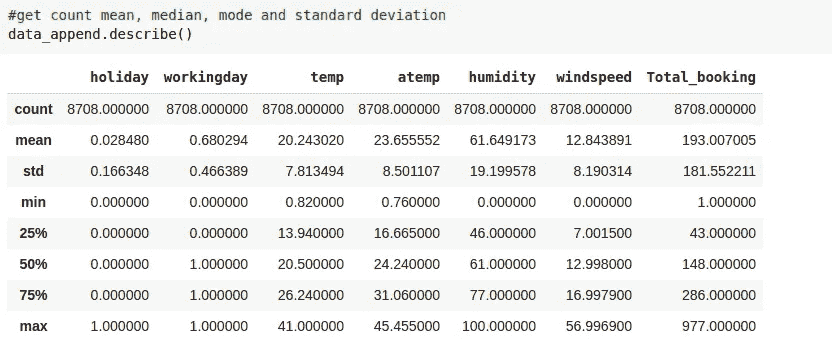 #get count mean, median, mode and standard deviation
data_append.describe()
holiday workingday temp atemp humidity windspeed Total_booking
count 8708.000000 8708.000000 8708.000000 8708.000000 8708.000000 8708.000000 8708.000000
mean 0.028480 0.680294 20.243020 23.655552 61.649173 12.843891 193.007005
std 0.166348 0.466389 7.813494 8.501107 19.199578 8.190314 181.552211
min 0.000000 0.000000 0.820000 0.760000 0.000000 0.000000 1.000000
25% 0.000000 0.000000 13.940000 16.665000 46.000000 7.001500 43.000000
50% 0.000000 1.000000 20.500000 24.240000 61.000000 12.998000 148.000000
75% 0.000000 1.000000 26.240000 31.060000 77.000000 16.997900 286.000000
max 1.000000 1.000000 41.000000 45.455000 100.000000 56.996900 977.000000